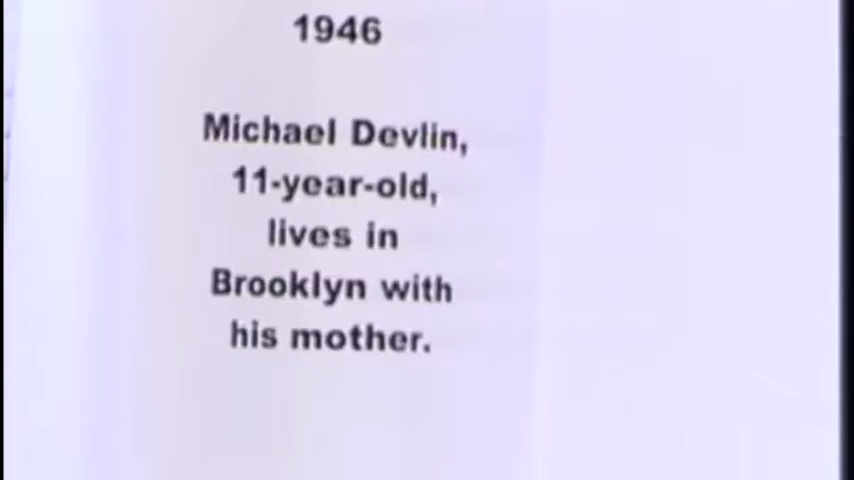 1946
Michael Devlin,
11-year-old,
lives in
Brooklyn with
his mother.